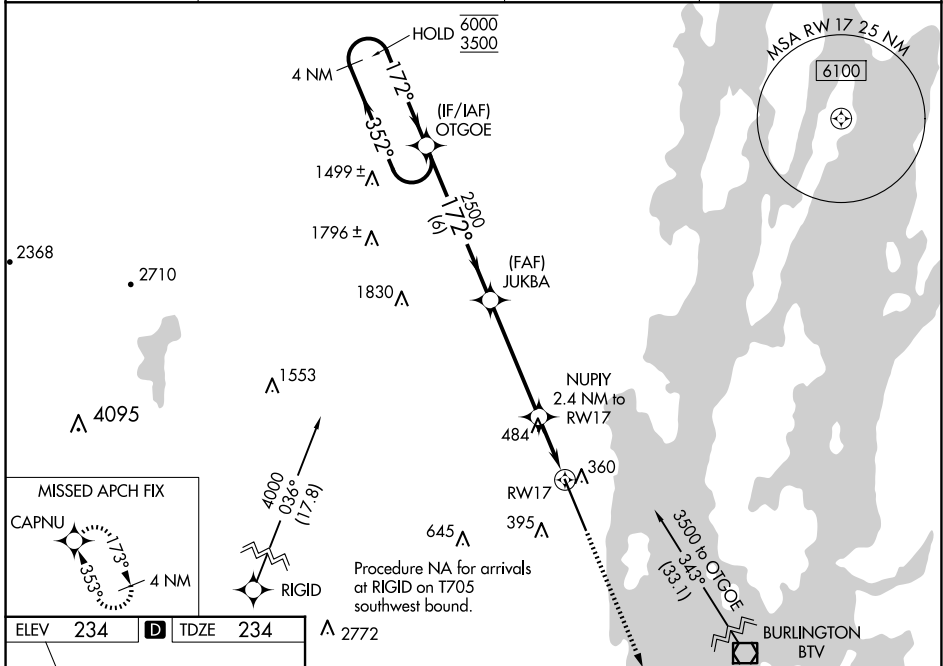 HOLD 6000
3500
4 NM
172°
352°
(IF/IAF)
OTGOE
MSA RW 17 25 NM
6100
1499 ±
2500
172°
(6)
1796 ±
2368
2710
(FAF)
JUKBA
1830
1553
NUPIY
2.4 NM to
RW17
4095
484
360
MISSED APCH FIX
CAPNU
173°
353°
4 NM
4000
036°
(17.8)
RW17
645
395
3500 to OTGOE
343°
(33.1)
RIGID
Procedure NA for arrivals
at RIGID on T705
southwest bound.
ELEV 234 D TDZE 234
2772
BURLINGTON
BTV